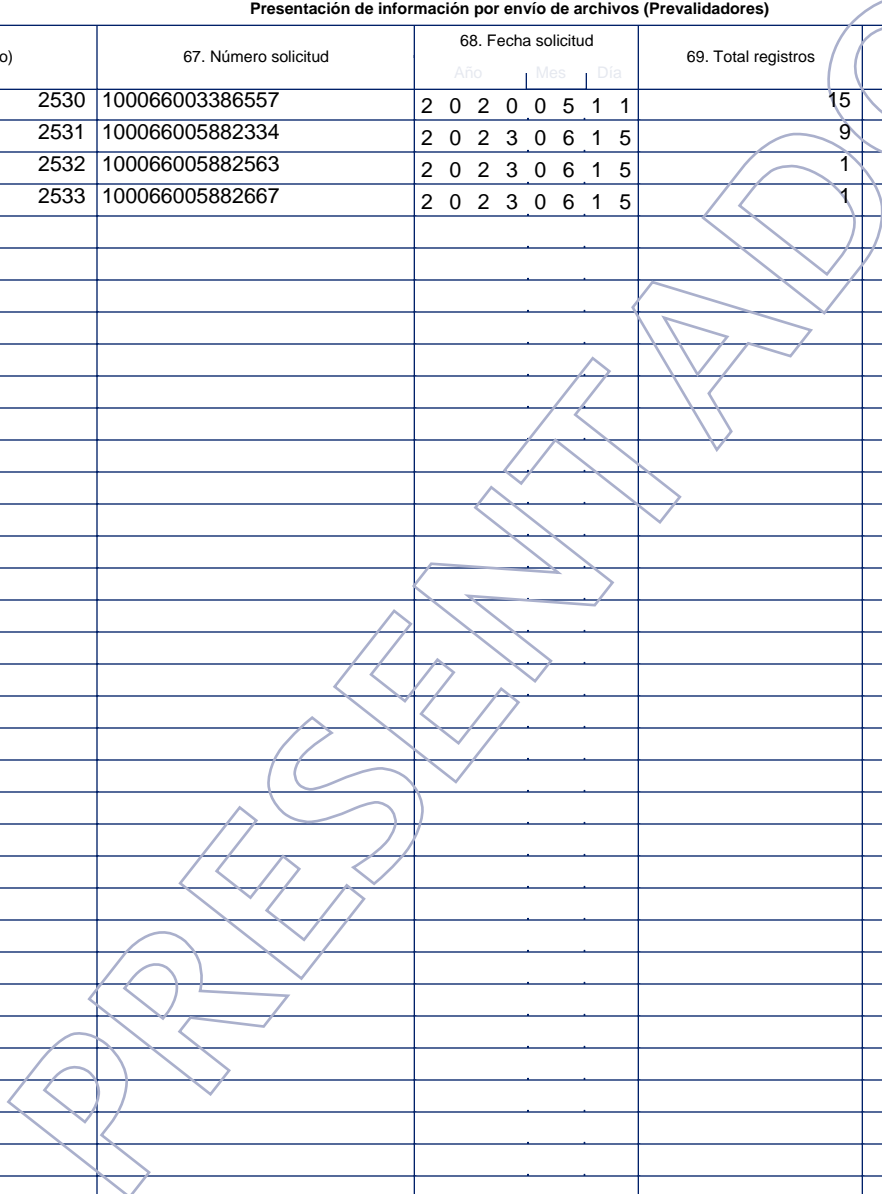 Presentación de información por envío de archivos (Prevalidadores)
o) 67. Número solicitud 68. Fecha solicitud 69. Total registros
Año Mes Día
2530 100066003386557 2 0 2 0 0 5 1 1 15
2531 100066005882334 2 0 2 3 0 6 1 5 9
2532 100066005882563 2 0 2 3 0 6 1 5 1
2533 100066005882667 2 0 2 3 0 6 1 5 1
PRESENTADO